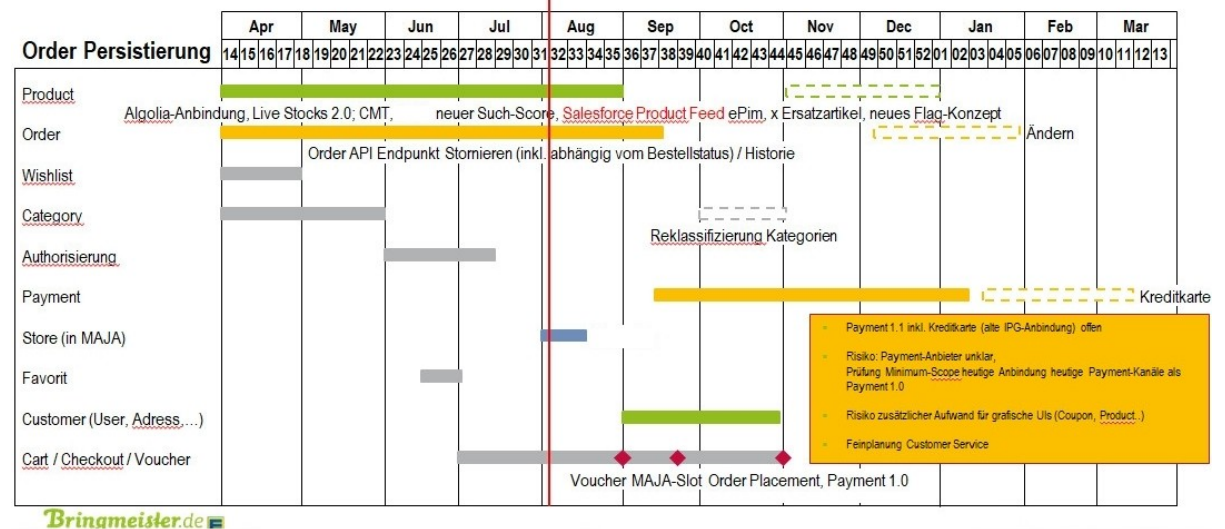 Apr May Jun Jul Aug Sep Oct Nov Dec Jan Feb Mar
Order Persistierung 14 15 16 17 18 19 20 21 22 23 24 25 26 27 28 29 30 31 32 33 34 35 36 37 38 39 40 41 42 43 44 45 46 47 48 49 50 51 52 01 02 03 04 05 06 07 08 09 10 11 12 13
Product
Algolia-Anbindung, Live Stocks 2.0; CMT, neuer Such-Score, Salesforce Product Feed ePim, x Ersatzartikel, neues Flag-Konzept
Order
Ändern
Order API Endpunkt Stornieren (inkl. abhängig vom Bestellstatus) / Historie
Wishlist
Category
Reklassifizierung Kategorien
Authorisierung
Payment
Kreditkarte
Store (in MAJA)
Favorit
Customer (User, Adress,…)
Cart / Checkout / Voucher
Voucher MAJA-Slot Order Placement, Payment 1.0
Payment 1.1 inkl. Kreditkarte (alte IPG-Anbindung) offen
Risiko: Payment-Anbieter unklar,
Prüfung Minimum-Scope heutige Anbindung heutige Payment-Kanäle als
Payment 1.0
Risiko zusätzlicher Aufwand für grafische UIs (Coupon, Product..)
Feinplanung Customer Service
Bringmeister.de